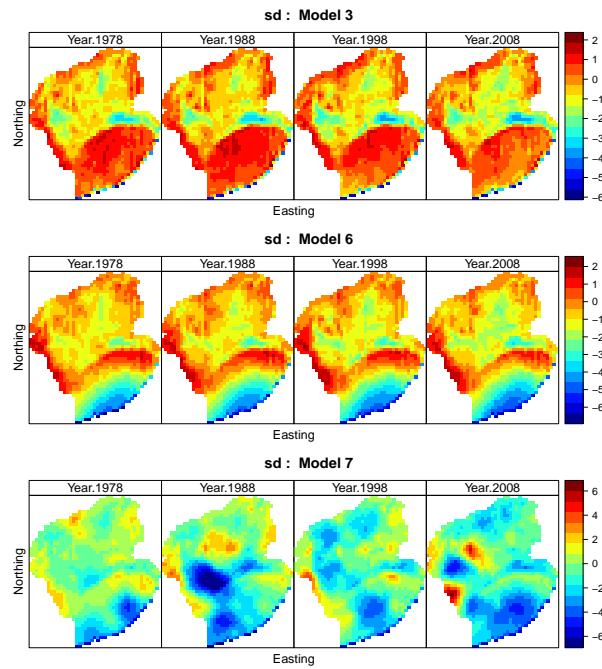 sd : Model 3
Year.1978 Year.1988 Year.1998 Year.2008
Northing
2
1
0
-1
-2
-3
-4
-5
-6
Easting
sd : Model 6
Year.1978 Year.1988 Year.1998 Year.2008
Northing
2
1
0
-1
-2
-3
-4
-5
-6
Easting
sd : Model 7
Year.1978 Year.1988 Year.1998 Year.2008
Northing
6
4
2
0
-2
-4
-6
Easting